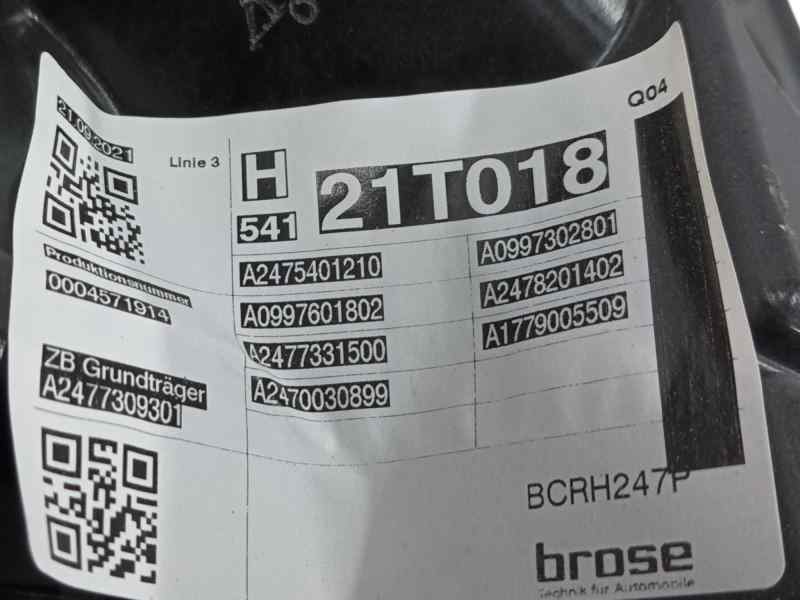 21.09.2021
Linie 3
H
541
21T018
Q04
Produktionsnummer
0004571914
ZB Grundträger
A2477309301
A2475401210
A0997601802
A2477331500
A2470030899
A0997302801
A2478201402
A1779005509
BCRH247P
brose
Technik für Automobile